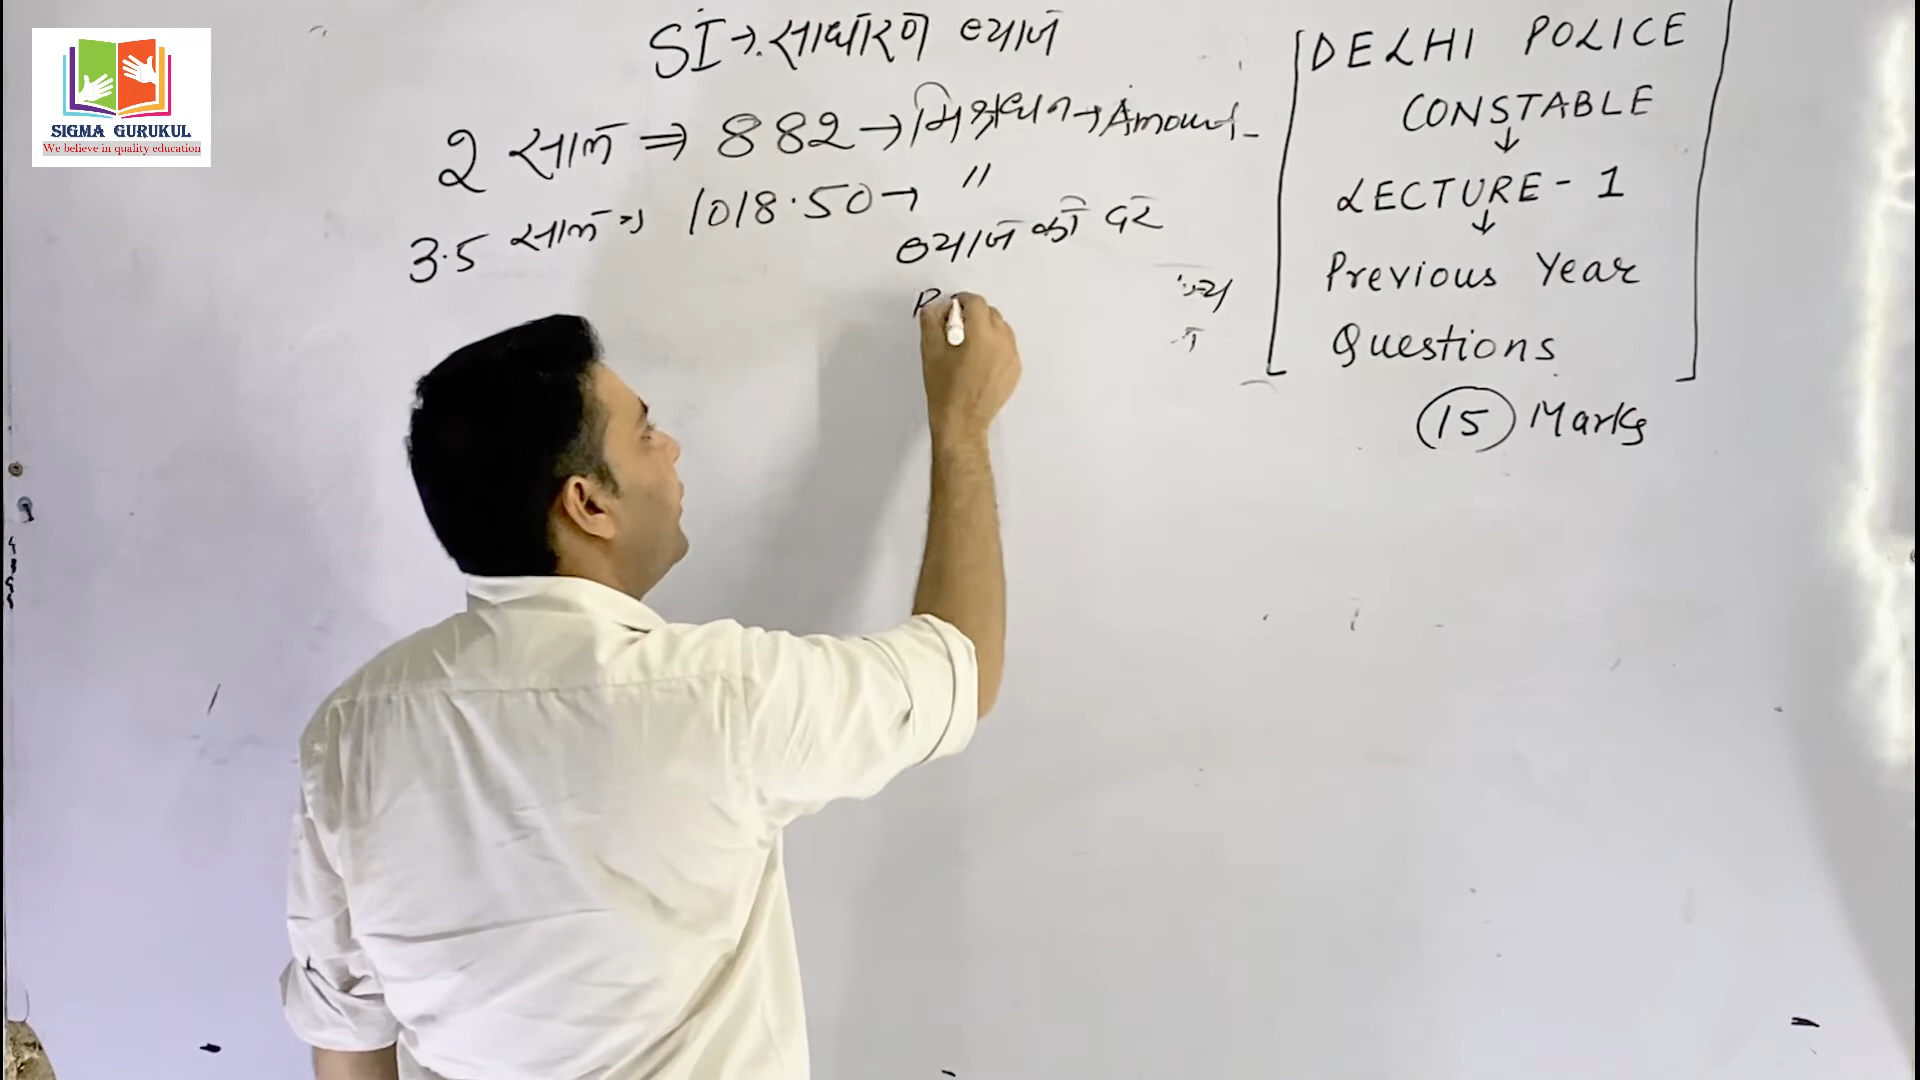 SIGMA GURUKUL
We believe in quality education
SI → साधारण ब्याज
2 साल ⇒ 882 → मिश्रधन → Amount
3.5 साल ⇒ 1018.50 → "
ब्याज की दर
DELHI POLICE
CONSTABLE
↓
LECTURE - 1
↓
Previous Year
Questions
15 Marks